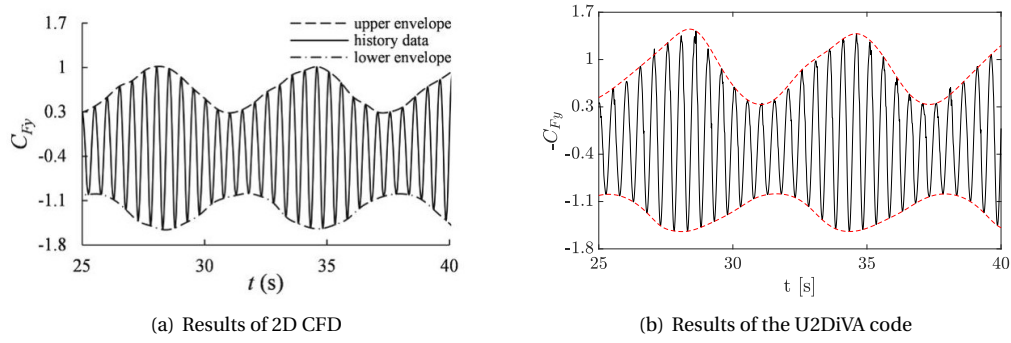 1.7
1
0.3
-0.4
-1.1
-1.8
C_Fy
upper envelope
history data
lower envelope
25
30
35
40
t (s)
(a) Results of 2D CFD
1.7
1
0.3
-0.4
-1.1
-1.8
-C_Fy
25
30
35
40
t [s]
(b) Results of the U2DiVA code